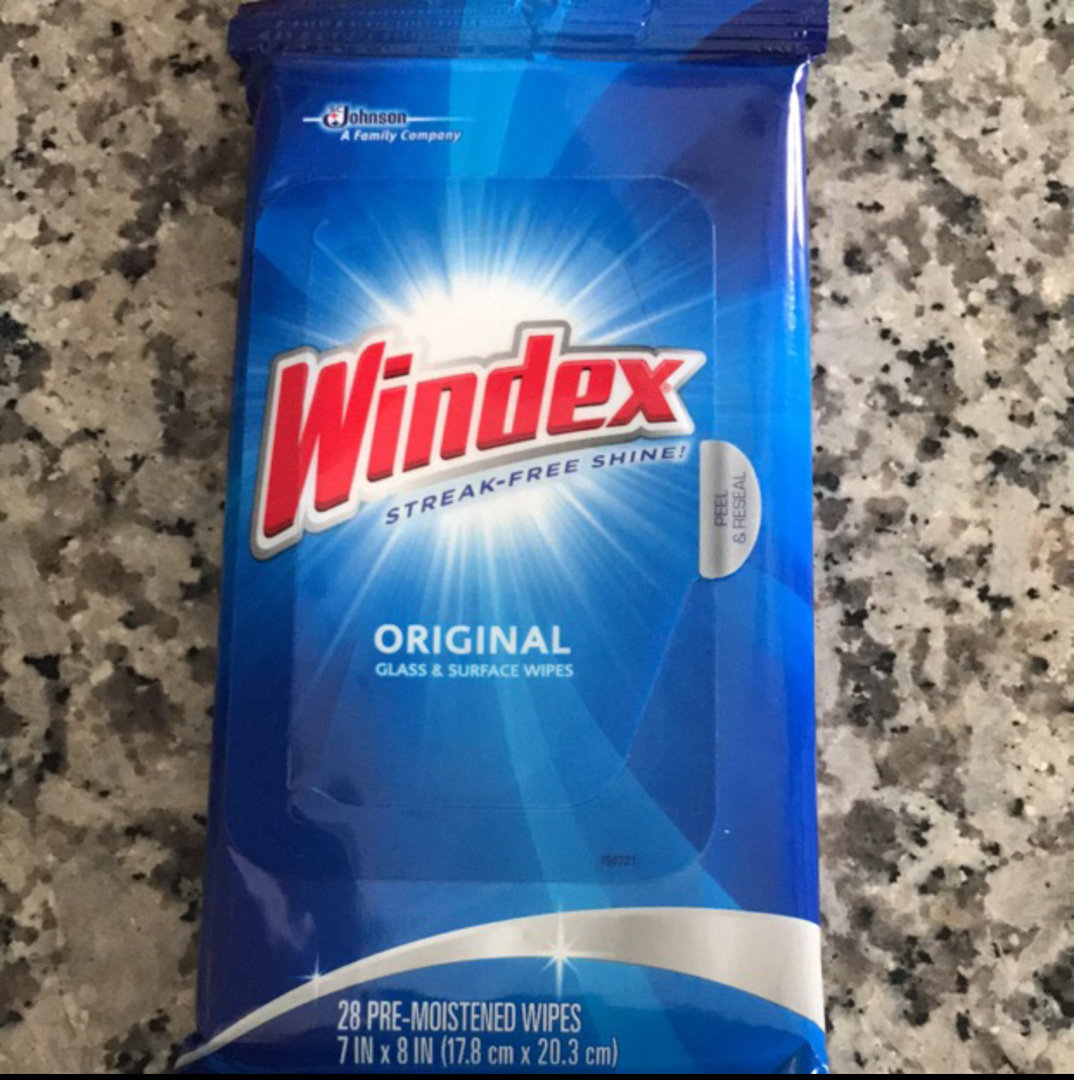 SC Johnson
A Family Company
Windex
STREAK-FREE SHINE!
PEEL
& RESEAL
ORIGINAL
GLASS & SURFACE WIPES
28 PRE-MOISTENED WIPES
7 IN x 8 IN (17.8 cm x 20.3 cm)